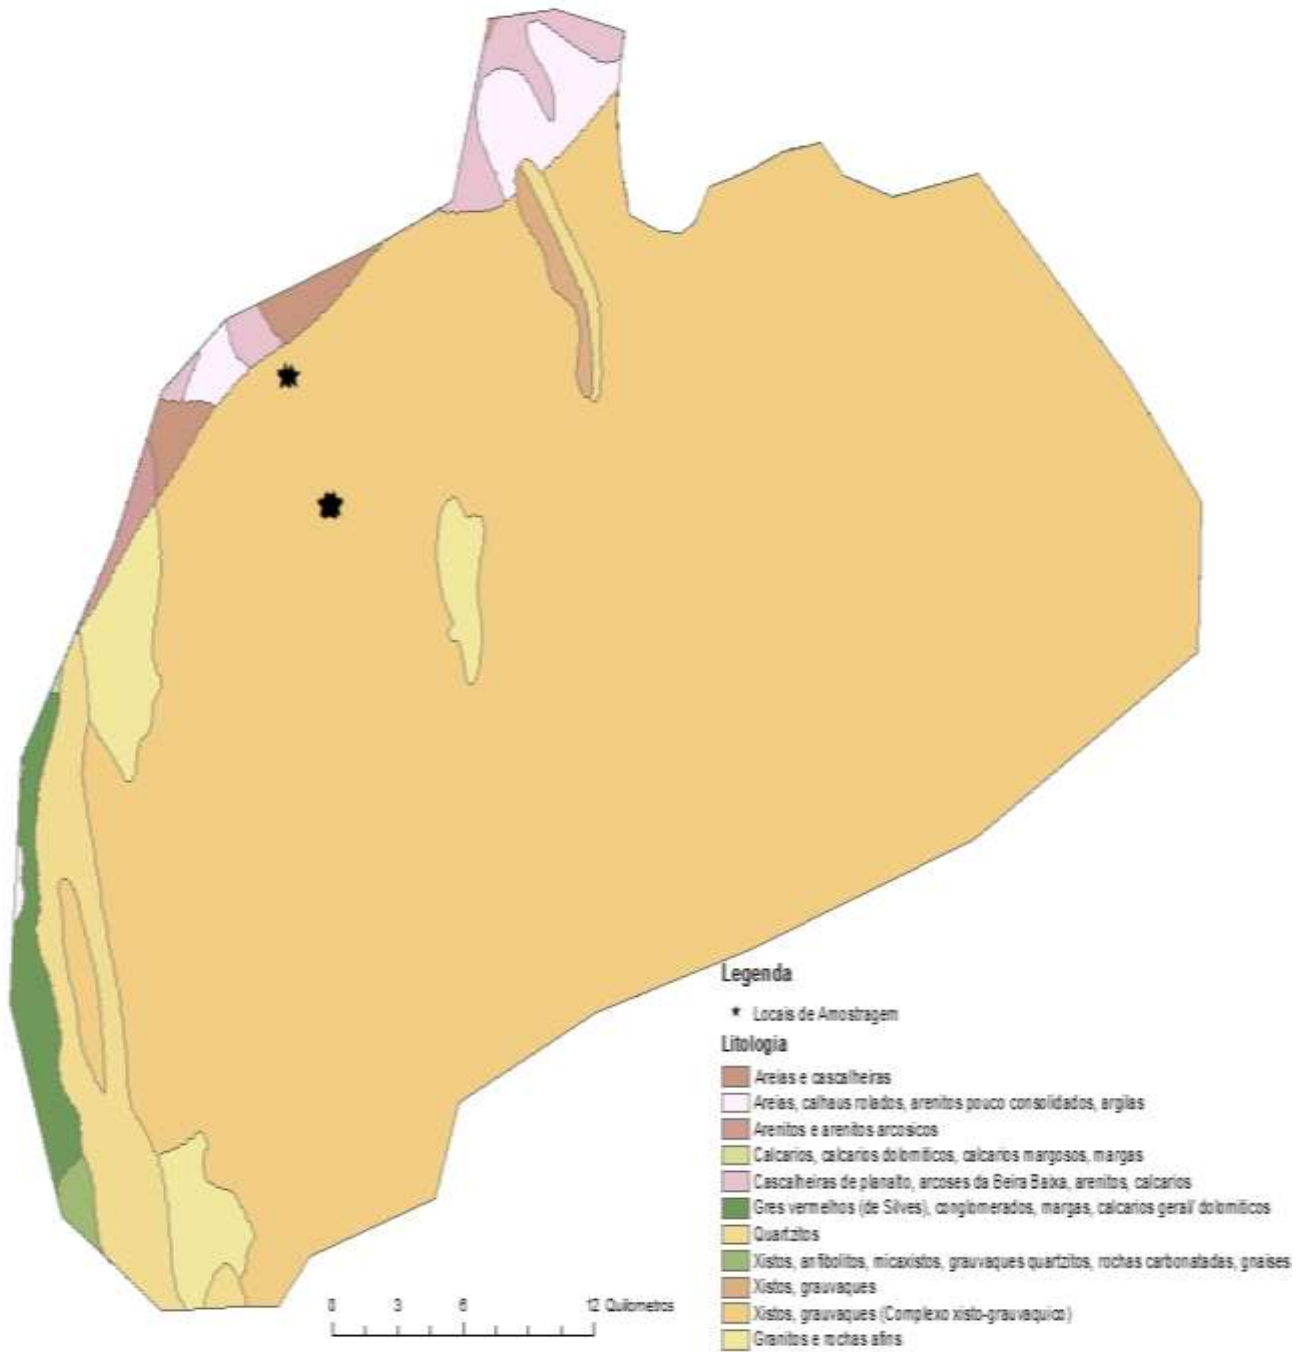 Legenda
Locais de Amostragem
Litologia
Areias e cascalheiras
Areias, calhaus rolados, arenitos pouco consolidados, argilas
Arenitos e arenitos arcosicos
Calcarios, calcarios dolomiticos, calcarios margosos, margas
Cascalheiras de planalto, arcoses da Beira Baixa, arenitos, calcarios
Gres vermelhos (de Silves), conglomerados, margas, calcarios geral/ dolomiticos
Quartzitos
Xistos, anfibolitos, micaxistos, grauvaques quartzitos, rochas carbonatadas, gnaises
Xistos, grauvaques
Xistos, grauvaques (Complexo xisto-grauvaquico)
Granitos e rochas afins
0 3 6 12 Quilometros